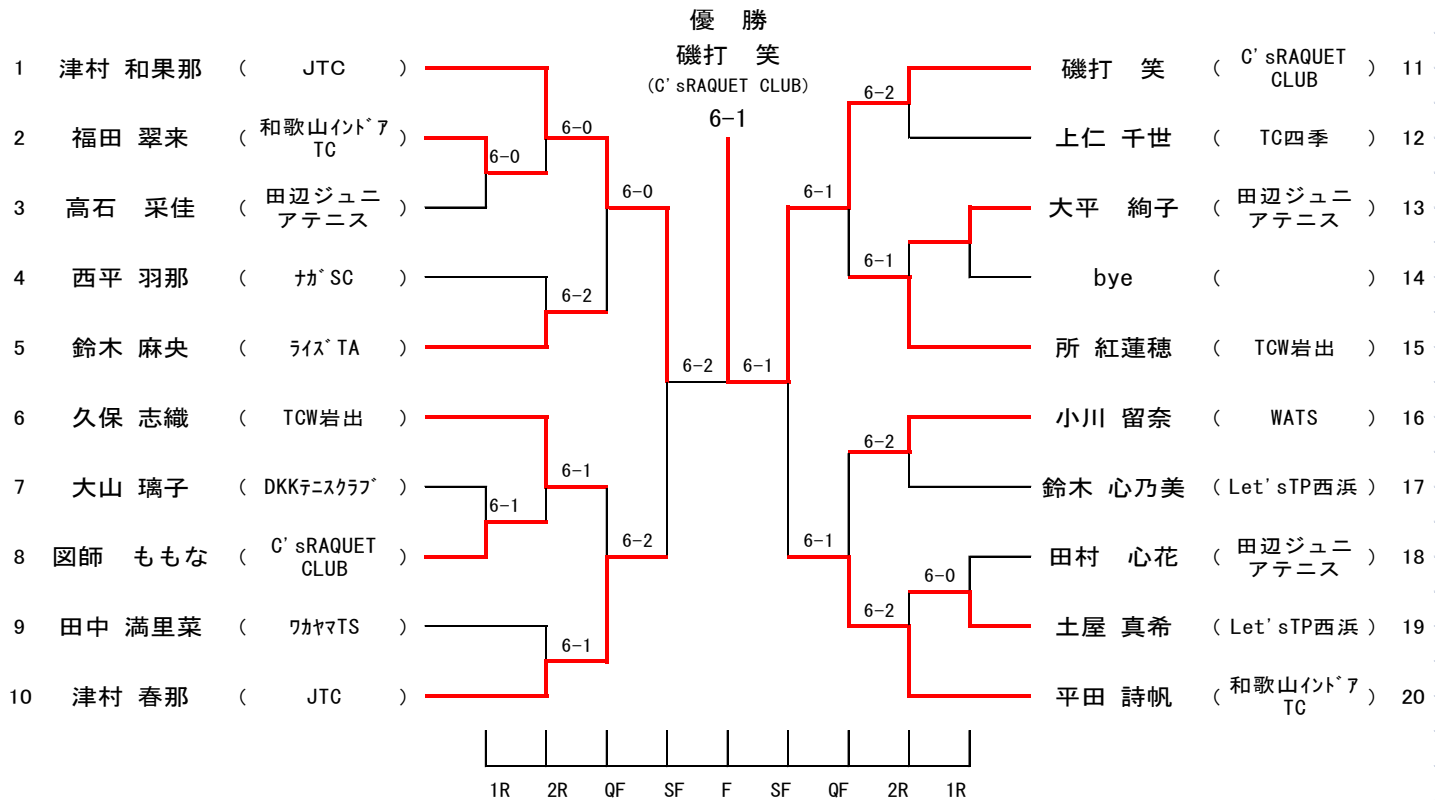 優 勝
磯打 笑
(C'sRAQUET CLUB)
6-1
1 津村 和果那 ( JTC )
2 福田 翠来 ( 和歌山ｲﾝﾄﾞｱ TC )
3 高石 采佳 ( 田辺ジュニ アテニス )
4 西平 羽那 ( ﾅｶﾞSC )
5 鈴木 麻央 ( ﾗｲｽﾞTA )
6 久保 志織 ( TCW岩出 )
7 大山 璃子 ( DKKﾃﾆｽｸﾗﾌﾞ )
8 図師 ももな ( C'sRAQUET CLUB )
9 田中 満里菜 ( ﾜｶﾔﾏTS )
10 津村 春那 ( JTC )
6-0
6-0
6-2
6-1
6-1
6-1
6-0
6-2
6-2
6-1
磯打 笑 ( C'sRAQUET CLUB ) 11
上仁 千世 ( TC四季 ) 12
大平 絢子 ( 田辺ジュニ アテニス ) 13
bye ( ) 14
所 紅蓮穂 ( TCW岩出 ) 15
小川 留奈 ( WATS ) 16
鈴木 心乃美 ( Let'sTP西浜 ) 17
田村 心花 ( 田辺ジュニ アテニス ) 18
土屋 真希 ( Let'sTP西浜 ) 19
平田 詩帆 ( 和歌山ｲﾝﾄﾞｱ TC ) 20
6-2
6-1
6-1
6-2
6-1
6-0
6-2
1R 2R QF SF F SF QF 2R 1R